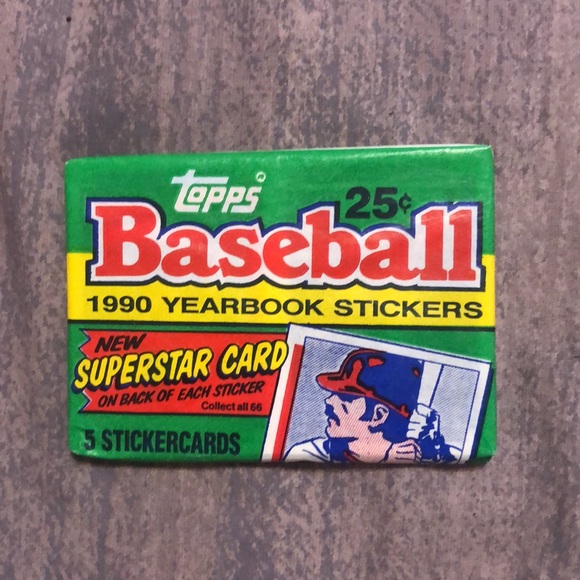 Topps
25¢
Baseball
1990 YEARBOOK STICKERS
NEW
SUPERSTAR CARD
ON BACK OF EACH STICKER
Collect all 66
5 STICKERCARDS